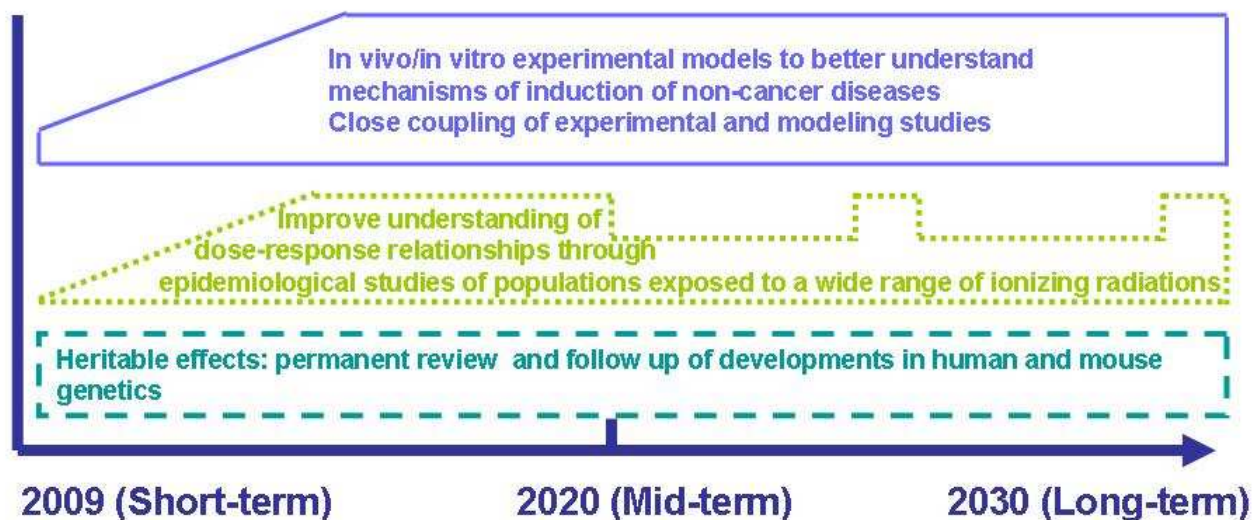 In vivo/in vitro experimental models to better understand
mechanisms of induction of non-cancer diseases
Close coupling of experimental and modeling studies
Improve understanding of
dose-response relationships through
epidemiological studies of populations exposed to a wide range of ionizing radiations
Heritable effects: permanent review and follow up of developments in human and mouse
genetics
2009 (Short-term) 2020 (Mid-term) 2030 (Long-term)